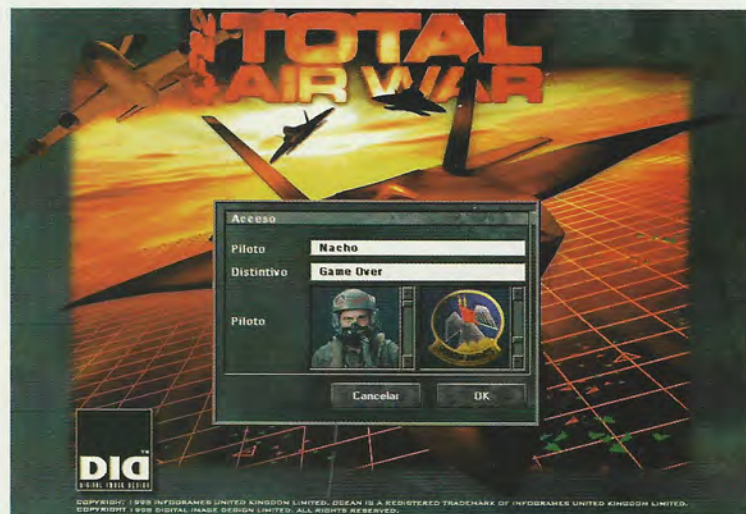 TOTAL
AIR WAR
Acceso
Piloto
Nacho
Distintivo
Game Over
Piloto
Cancelar
OK
DID
TM
DIGITAL IMAGE DESIGN
COPYRIGHT 1998 INFOGRAMES UNITED KINGDOM LIMITED. OCEAN IS A REGISTERED TRADEMARK OF INFOGRAMES UNITED KINGDOM LIMITED.
COPYRIGHT 1998 DIGITAL IMAGE DESIGN LIMITED. ALL RIGHTS RESERVED.